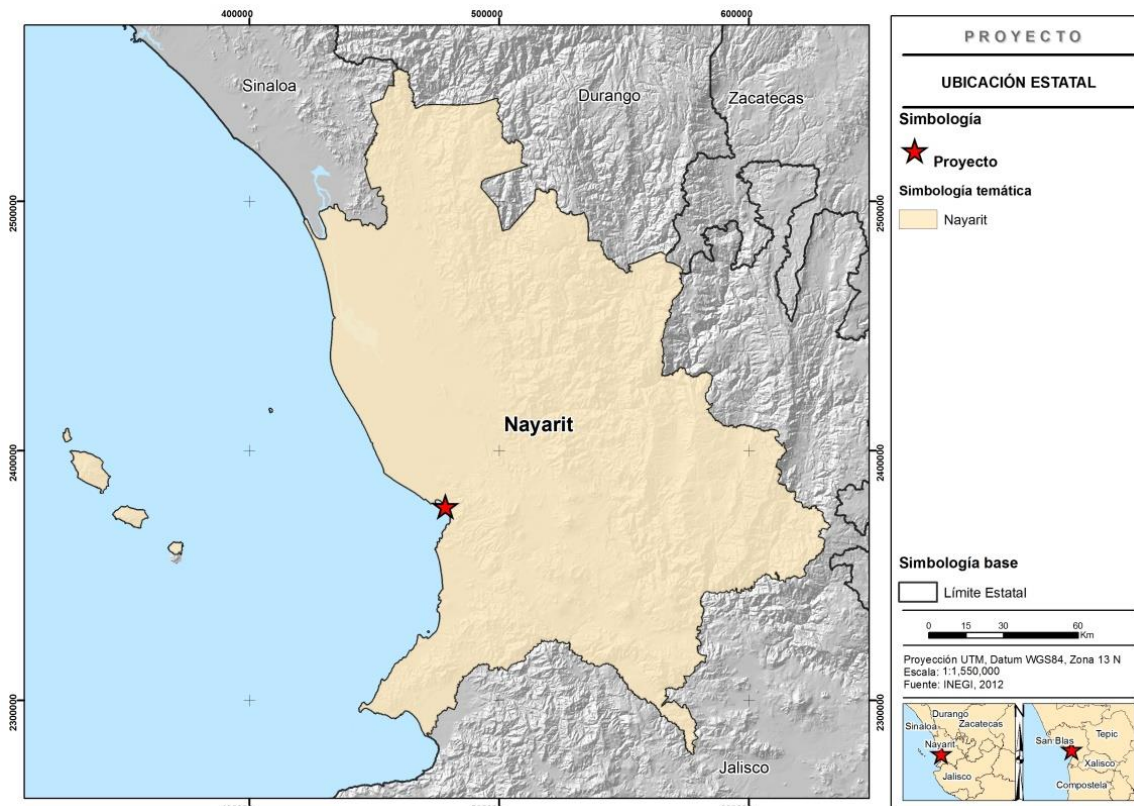 400000
500000
600000
Sinaloa
Durango
Zacatecas
2500000
2500000
Nayarit
2400000
2400000
2300000
2300000
Jalisco
PROYECTO
UBICACIÓN ESTATAL
Simbología
Proyecto
Simbología temática
Nayarit
Simbología base
Límite Estatal
0 15 30 60
Km
Proyección UTM, Datum WGS84, Zona 13 N
Escala: 1:1,550,000
Fuente: INEGI, 2012
Durango
Sinaloa
Zacatecas
Nayarit
Jalisco
San Blas
Tepic
Xalisco
Compostela